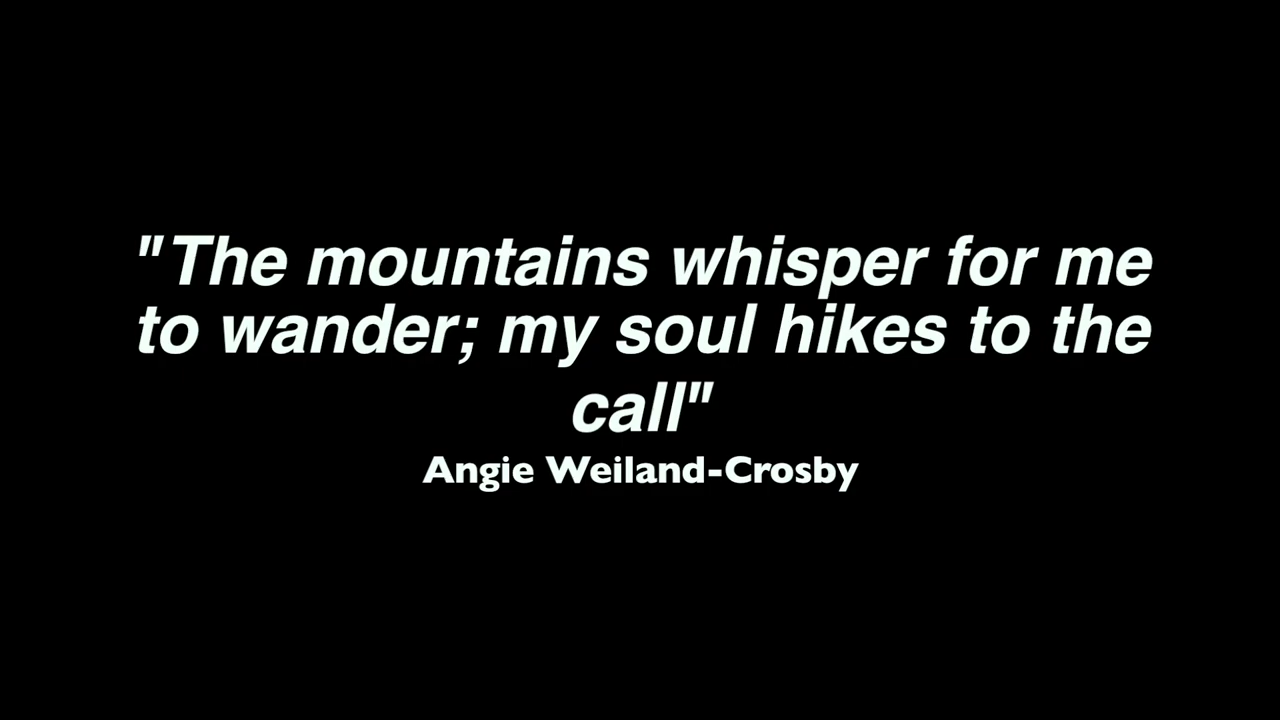 "The mountains whisper for me
to wander; my soul hikes to the
call"
Angie Weiland-Crosby